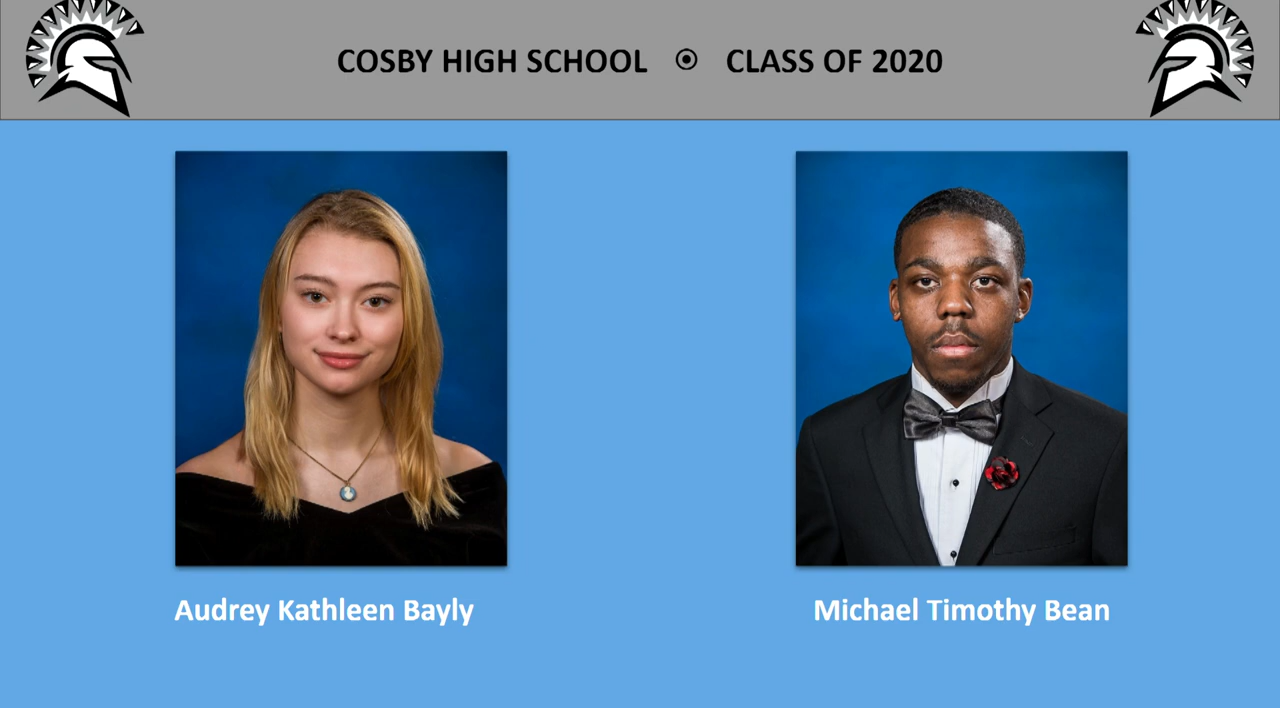 COSBY HIGH SCHOOL ⦿ CLASS OF 2020
Audrey Kathleen Bayly
Michael Timothy Bean